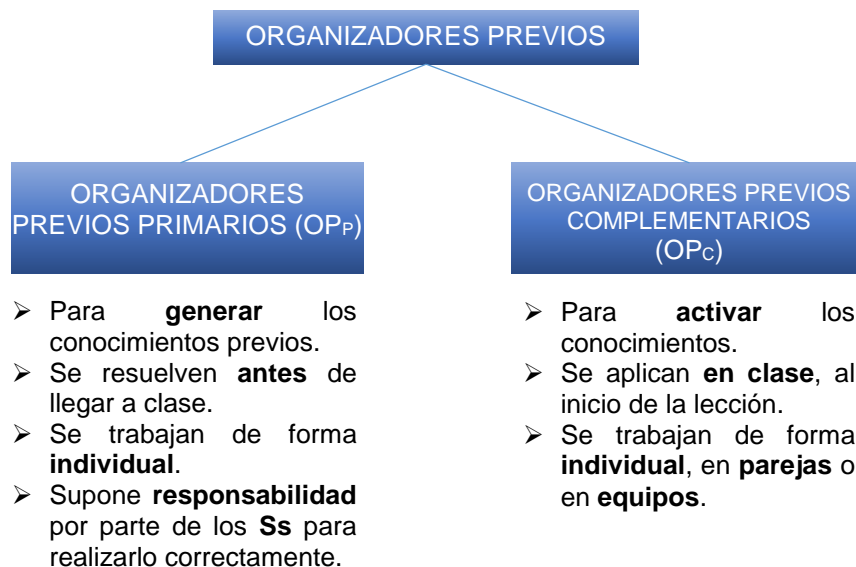 ORGANIZADORES PREVIOS
ORGANIZADORES
PREVIOS PRIMARIOS (OPP)
➢ Para generar los
conocimientos previos.
➢ Se resuelven antes de
llegar a clase.
➢ Se trabajan de forma
individual.
➢ Supone responsabilidad
por parte de los Ss para
realizarlo correctamente.
ORGANIZADORES PREVIOS
COMPLEMENTARIOS
(OPC)
➢ Para activar los
conocimientos.
➢ Se aplican en clase, al
inicio de la lección.
➢ Se trabajan de forma
individual, en parejas o
en equipos.